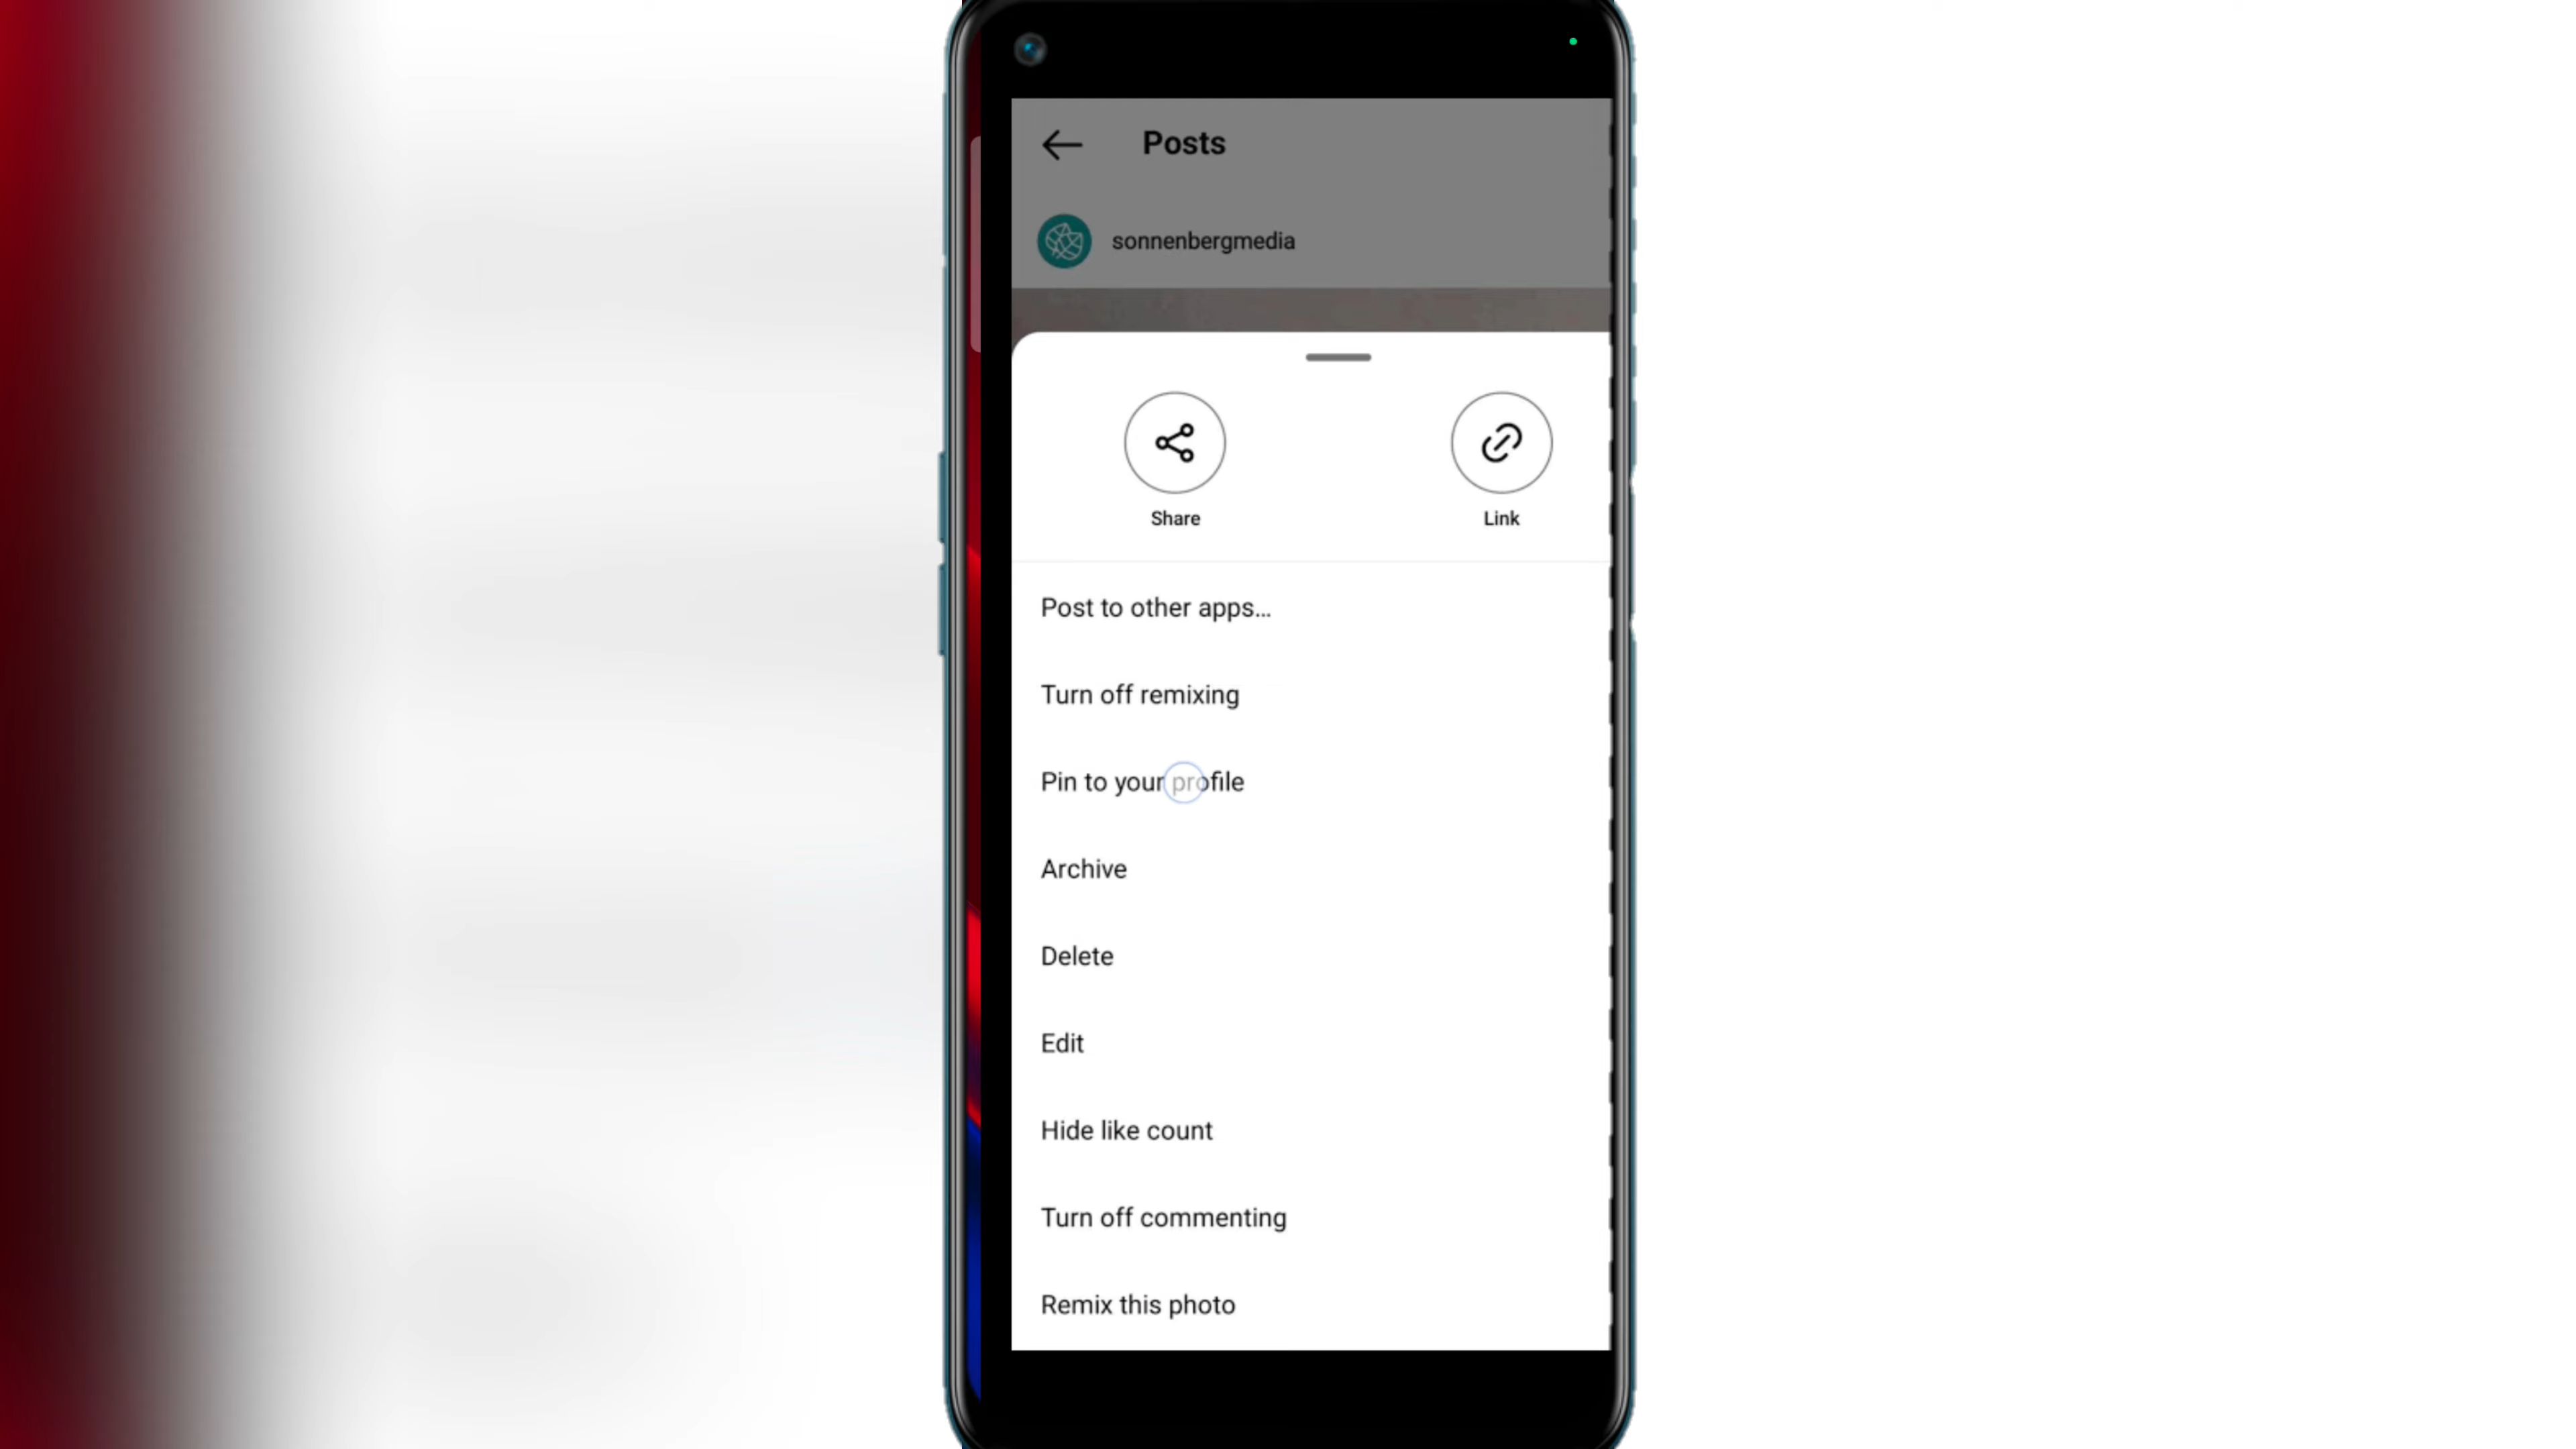 Posts
sonnenbergmedia
Share
Link
Post to other apps...
Turn off remixing
Pin to your profile
Archive
Delete
Edit
Hide like count
Turn off commenting
Remix this photo